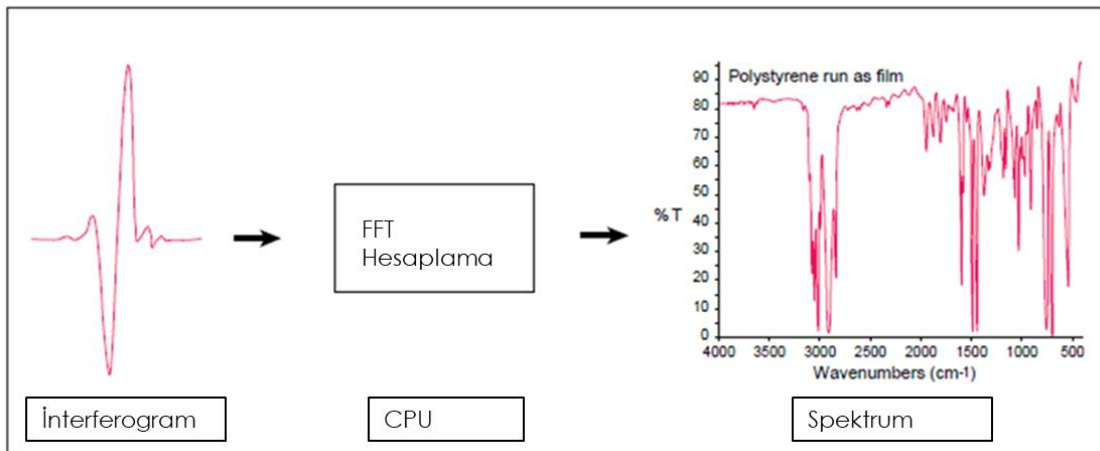 Polystyrene run as film
90
80
70
60
50
40
30
20
10
0
%T
4000 3500 3000 2500 2000 1500 1000 500
Wavenumbers (cm-1)
FFT
Hesaplama
İnterferogram
CPU
Spektrum